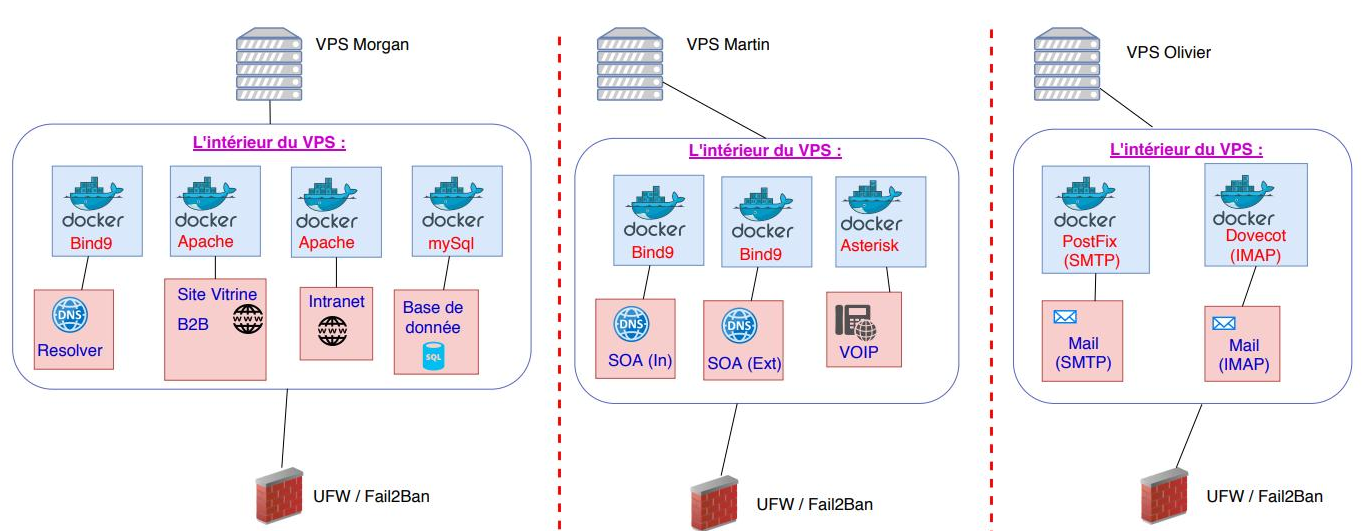 VPS Morgan
L'intérieur du VPS :
docker
Bind9
docker
Apache
docker
Apache
docker
mySql
DNS
Resolver
Site Vitrine
B2B
WWW
Intranet
WWW
Base de
donnée
SQL
UFW / Fail2Ban
VPS Martin
L'intérieur du VPS :
docker
Bind9
docker
Bind9
docker
Asterisk
DNS
SOA (In)
DNS
SOA (Ext)
VOIP
UFW / Fail2Ban
VPS Olivier
L'intérieur du VPS :
docker
PostFix
(SMTP)
docker
Dovecot
(IMAP)
Mail
(SMTP)
Mail
(IMAP)
UFW / Fail2Ban